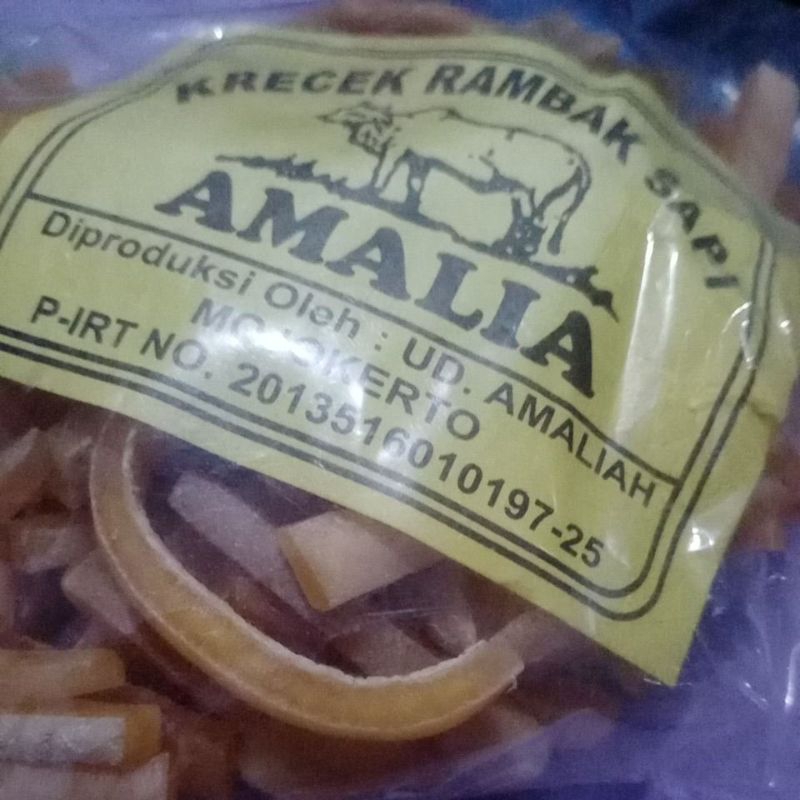 KRECEK RAMBAK SAPI
AMALIA
Diproduksi Oleh : UD. AMALIAH
MOJOKERTO
P-IRT NO. 2013516010197-25